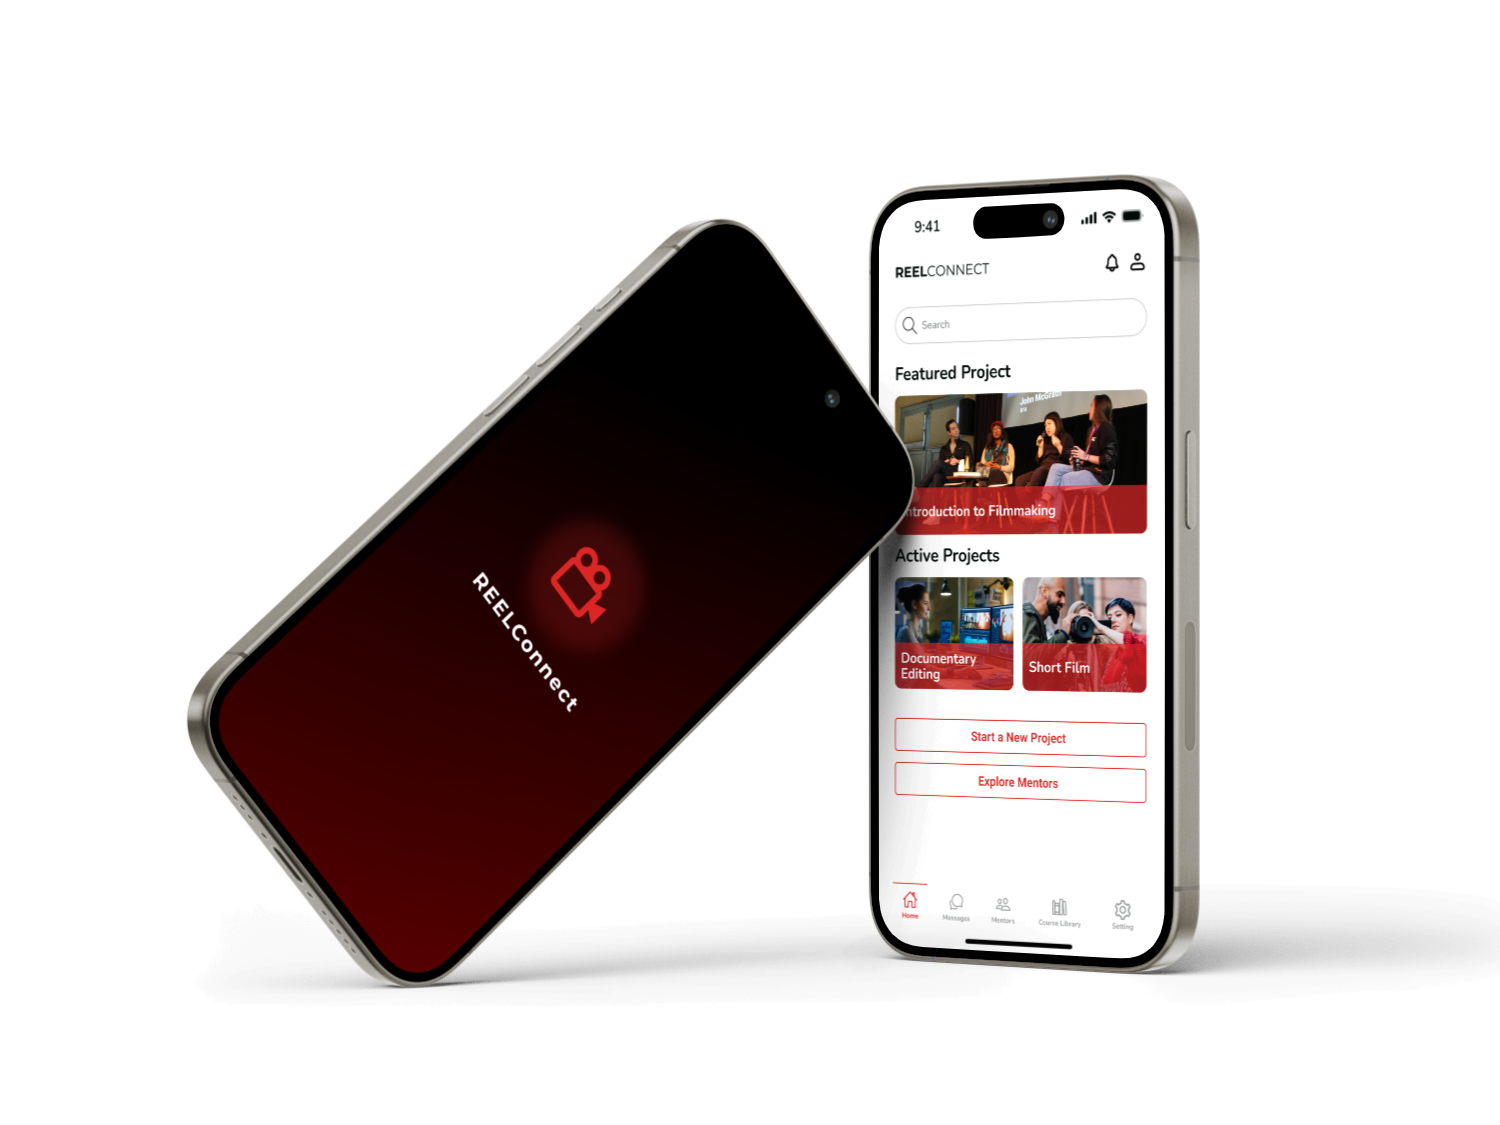 REELConnect
9:41
REELCONNECT
Search
Featured Project
John McGrath
Introduction to Filmmaking
Active Projects
Documentary
Editing
Short Film
Start a New Project
Explore Mentors
Home
Messages
Mentors
Course Library
Setting